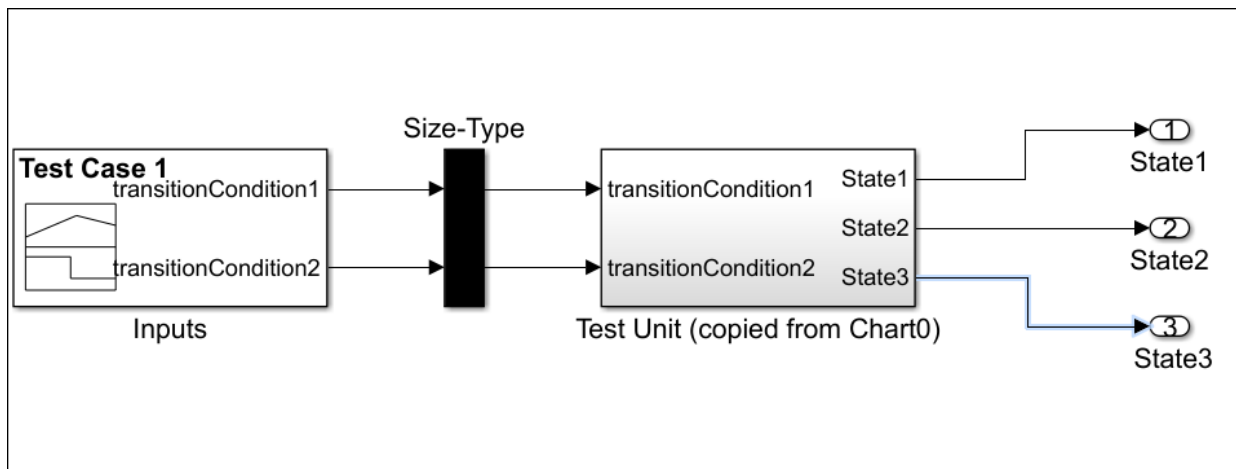 Size-Type
Test Case 1
transitionCondition1
transitionCondition2
Inputs
transitionCondition1
transitionCondition2
State1
State2
State3
Test Unit (copied from Chart0)
1
State1
2
State2
3
State3